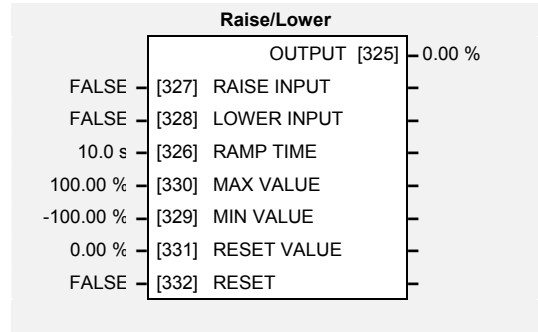 Raise/Lower
OUTPUT [325] 0.00 %
FALSE [327] RAISE INPUT
FALSE [328] LOWER INPUT
10.0 s [326] RAMP TIME
100.00 % [330] MAX VALUE
-100.00 % [329] MIN VALUE
0.00 % [331] RESET VALUE
FALSE [332] RESET